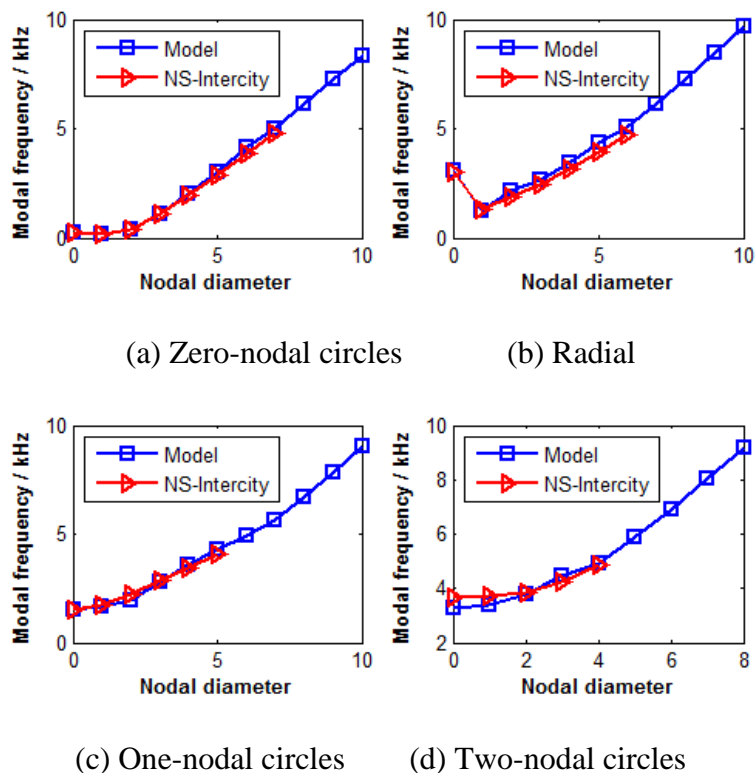 Modal frequency / kHz
10
5
0
Model
NS-Intercity
0 5 10
Nodal diameter
(a) Zero-nodal circles
Modal frequency / kHz
10
5
0
Model
NS-Intercity
0 5 10
Nodal diameter
(b) Radial
Modal frequency / kHz
10
5
0
Model
NS-Intercity
0 5 10
Nodal diameter
(c) One-nodal circles
Modal frequency / kHz
10
8
6
4
2
Model
NS-Intercity
0 2 4 6 8
Nodal diameter
(d) Two-nodal circles